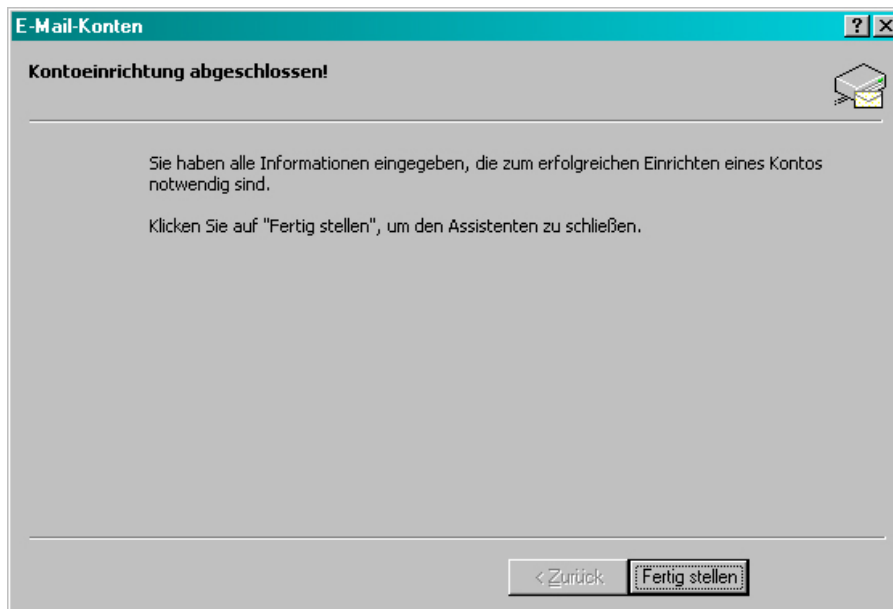 E-Mail-Konten
Kontoeinrichtung abgeschlossen!
Sie haben alle Informationen eingegeben, die zum erfolgreichen Einrichten eines Kontos
notwendig sind.
Klicken Sie auf "Fertig stellen", um den Assistenten zu schließen.
< Zurück
Fertig stellen